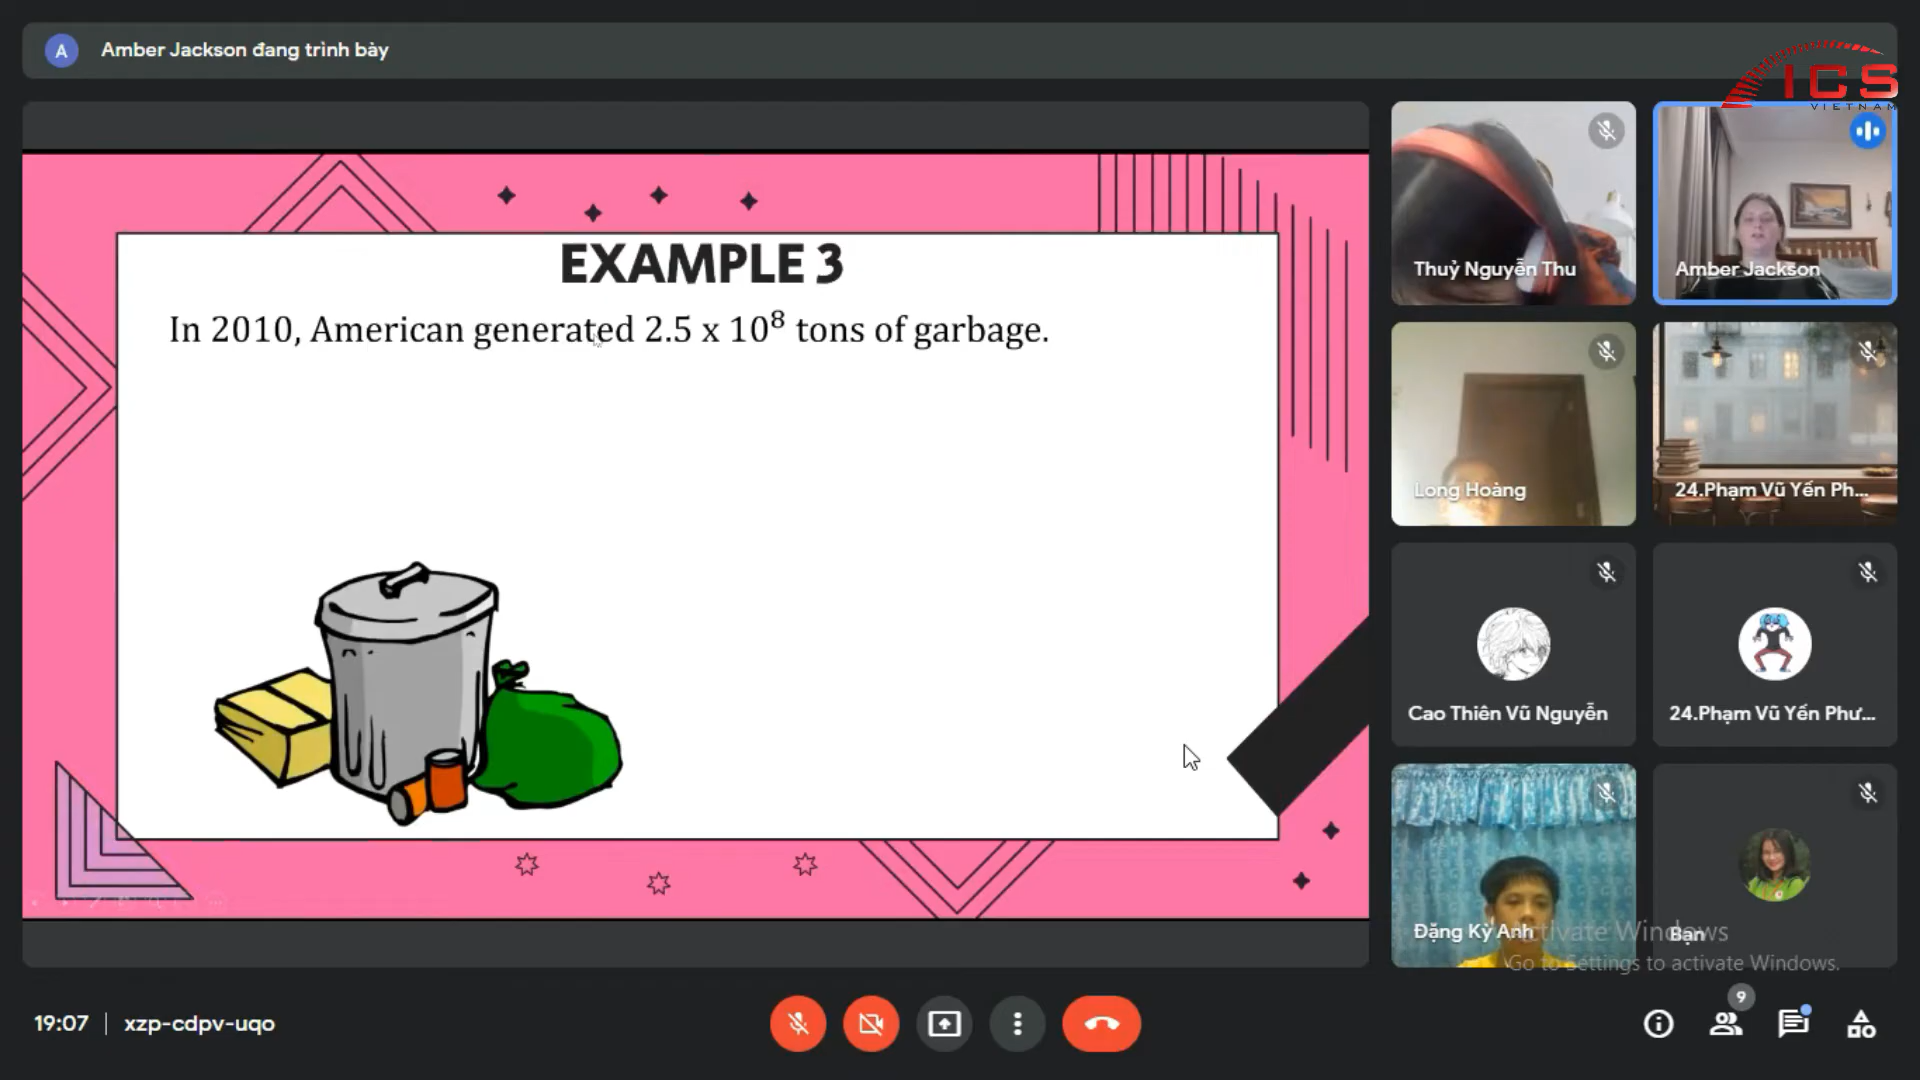 A Amber Jackson đang trình bày
ICS
VIETNAM
EXAMPLE 3
In 2010, American generated 2.5 x 10⁸ tons of garbage.
Thuỷ Nguyễn Thu
Amber Jackson
Long Hoàng
24.Phạm Vũ Yến Ph...
Cao Thiên Vũ Nguyễn
24.Phạm Vũ Yến Phư...
Đặng Kỳ Anh
Bạn
Activate Windows
Go to Settings to activate Windows.
19:07 | xzp-cdpv-uqo
9